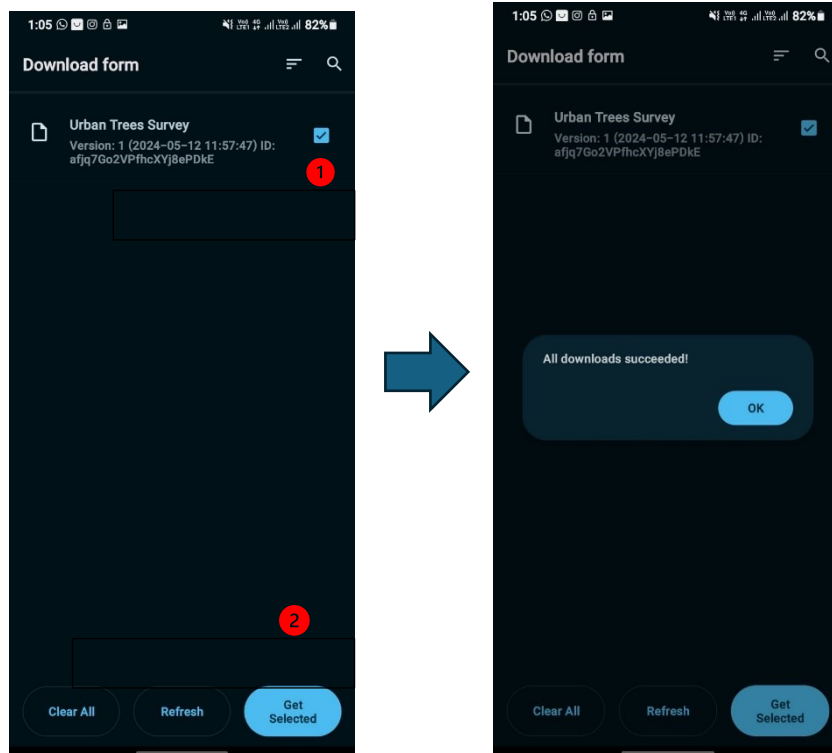 1:05 82%
Download form
Urban Trees Survey
Version: 1 (2024-05-12 11:57:47) ID:
afjq7Go2VPfhcXYj8ePDkE
1
2
Clear All Refresh Get
Selected
1:05 82%
Download form
Urban Trees Survey
Version: 1 (2024-05-12 11:57:47) ID:
afjq7Go2VPfhcXYj8ePDkE
All downloads succeeded!
OK
Clear All Refresh Get
Selected